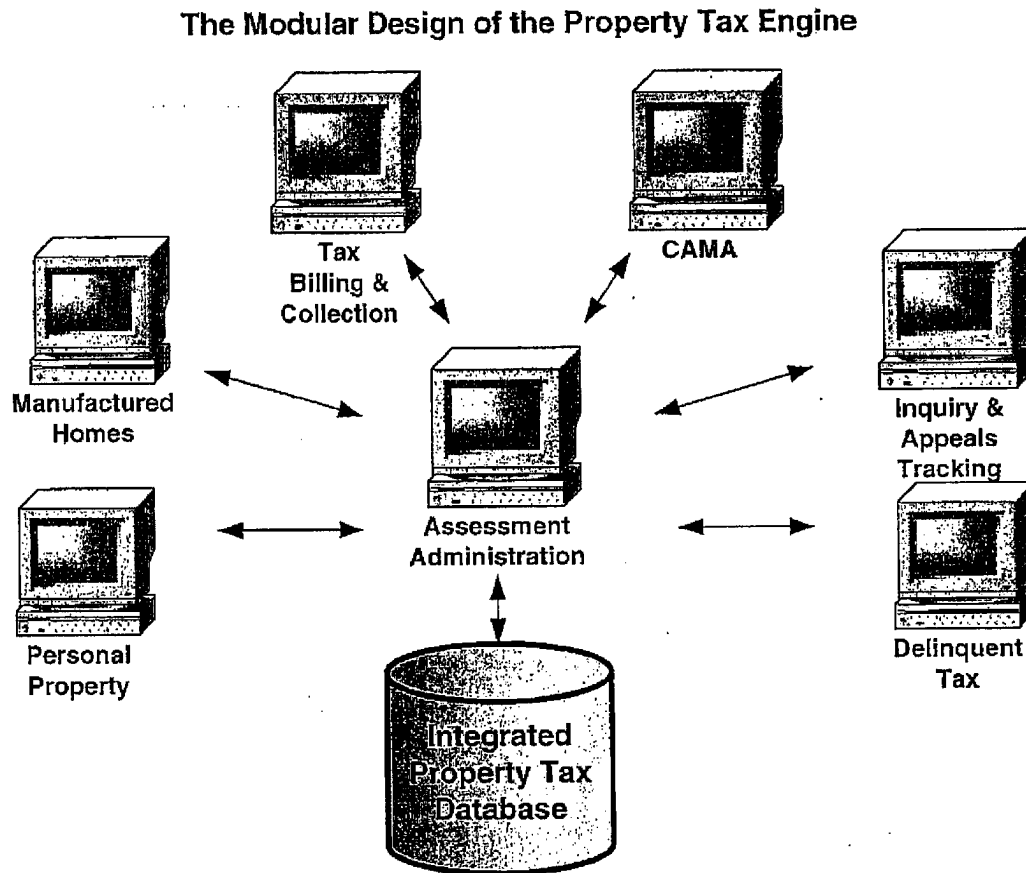 The Modular Design of the Property Tax Engine
Tax
Billing &
Collection
CAMA
Manufactured
Homes
Inquiry &
Appeals
Tracking
Assessment
Administration
Personal
Property
Delinquent
Tax
Integrated
Property Tax
Database